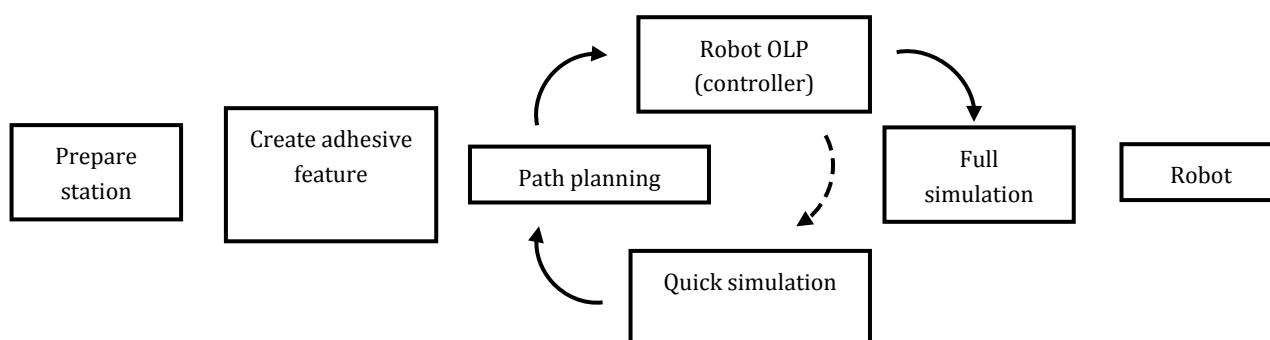 Prepare
station
Create adhesive
feature
Path planning
Robot OLP
(controller)
Quick simulation
Full
simulation
Robot